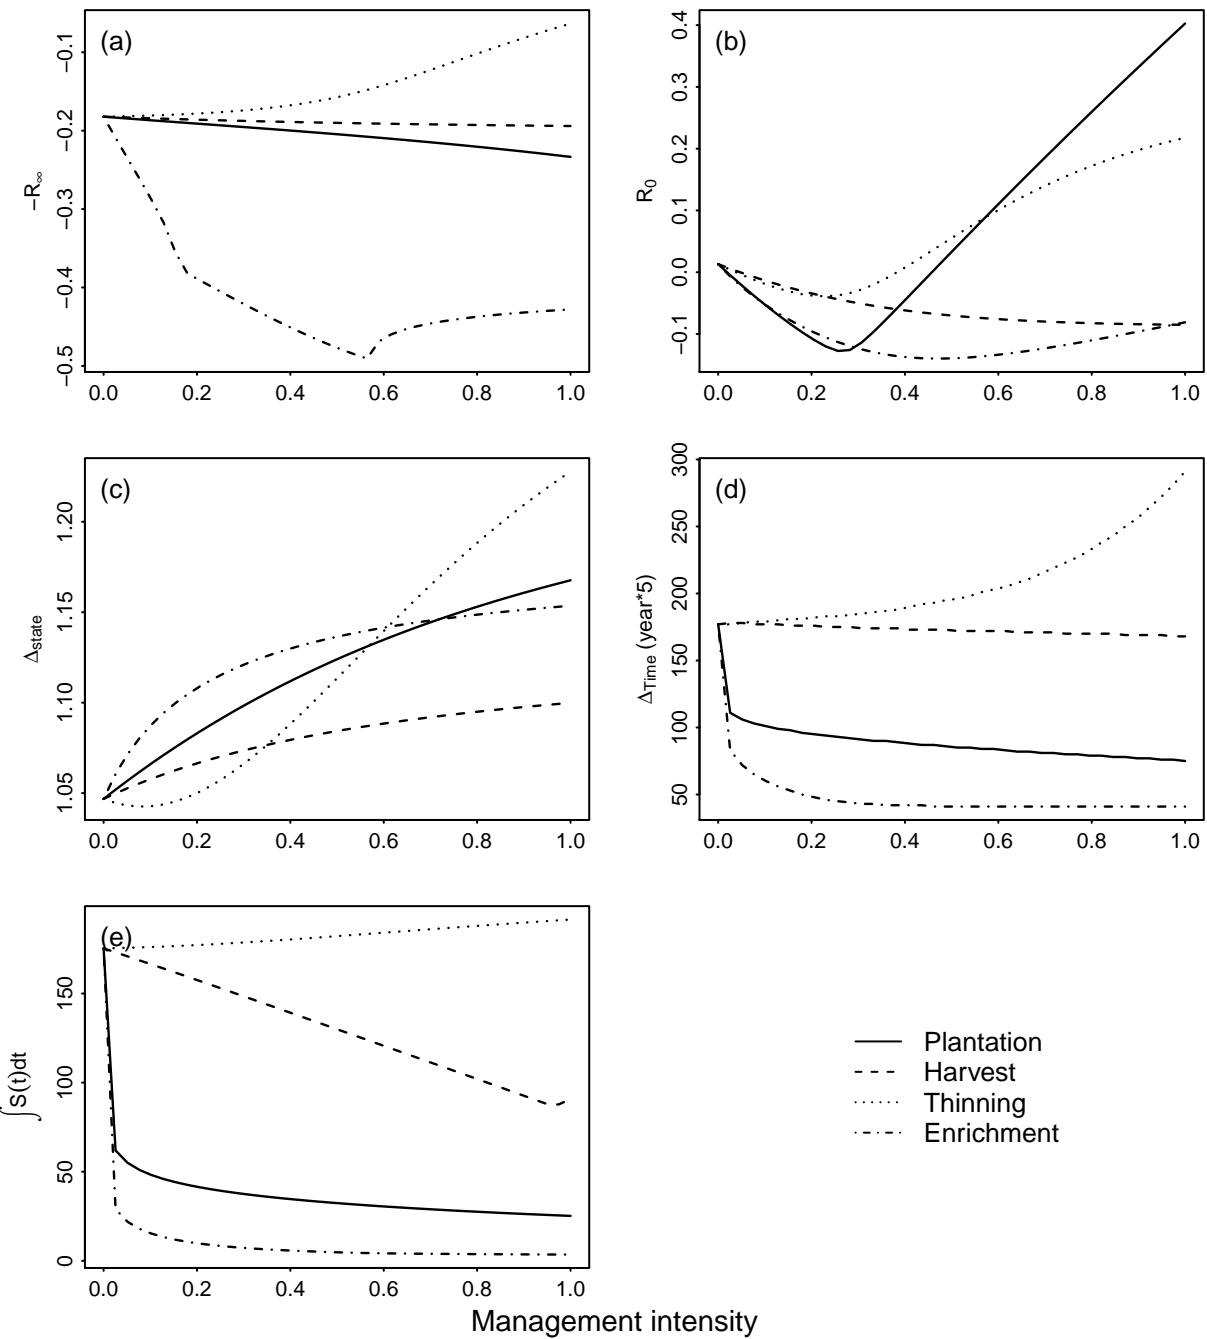 (a)
−R∞
−0.1
−0.2
−0.3
−0.4
−0.5
0.0 0.2 0.4 0.6 0.8 1.0
(b)
R0
0.4
0.3
0.2
0.1
0.0
−0.1
0.0 0.2 0.4 0.6 0.8 1.0
(c)
Δstate
1.20
1.15
1.10
1.05
0.0 0.2 0.4 0.6 0.8 1.0
(d)
ΔTime (year*5)
300
250
200
150
100
50
0.0 0.2 0.4 0.6 0.8 1.0
(e)
∫S(t)dt
150
100
50
0
0.0 0.2 0.4 0.6 0.8 1.0
Plantation
Harvest
Thinning
Enrichment
Management intensity